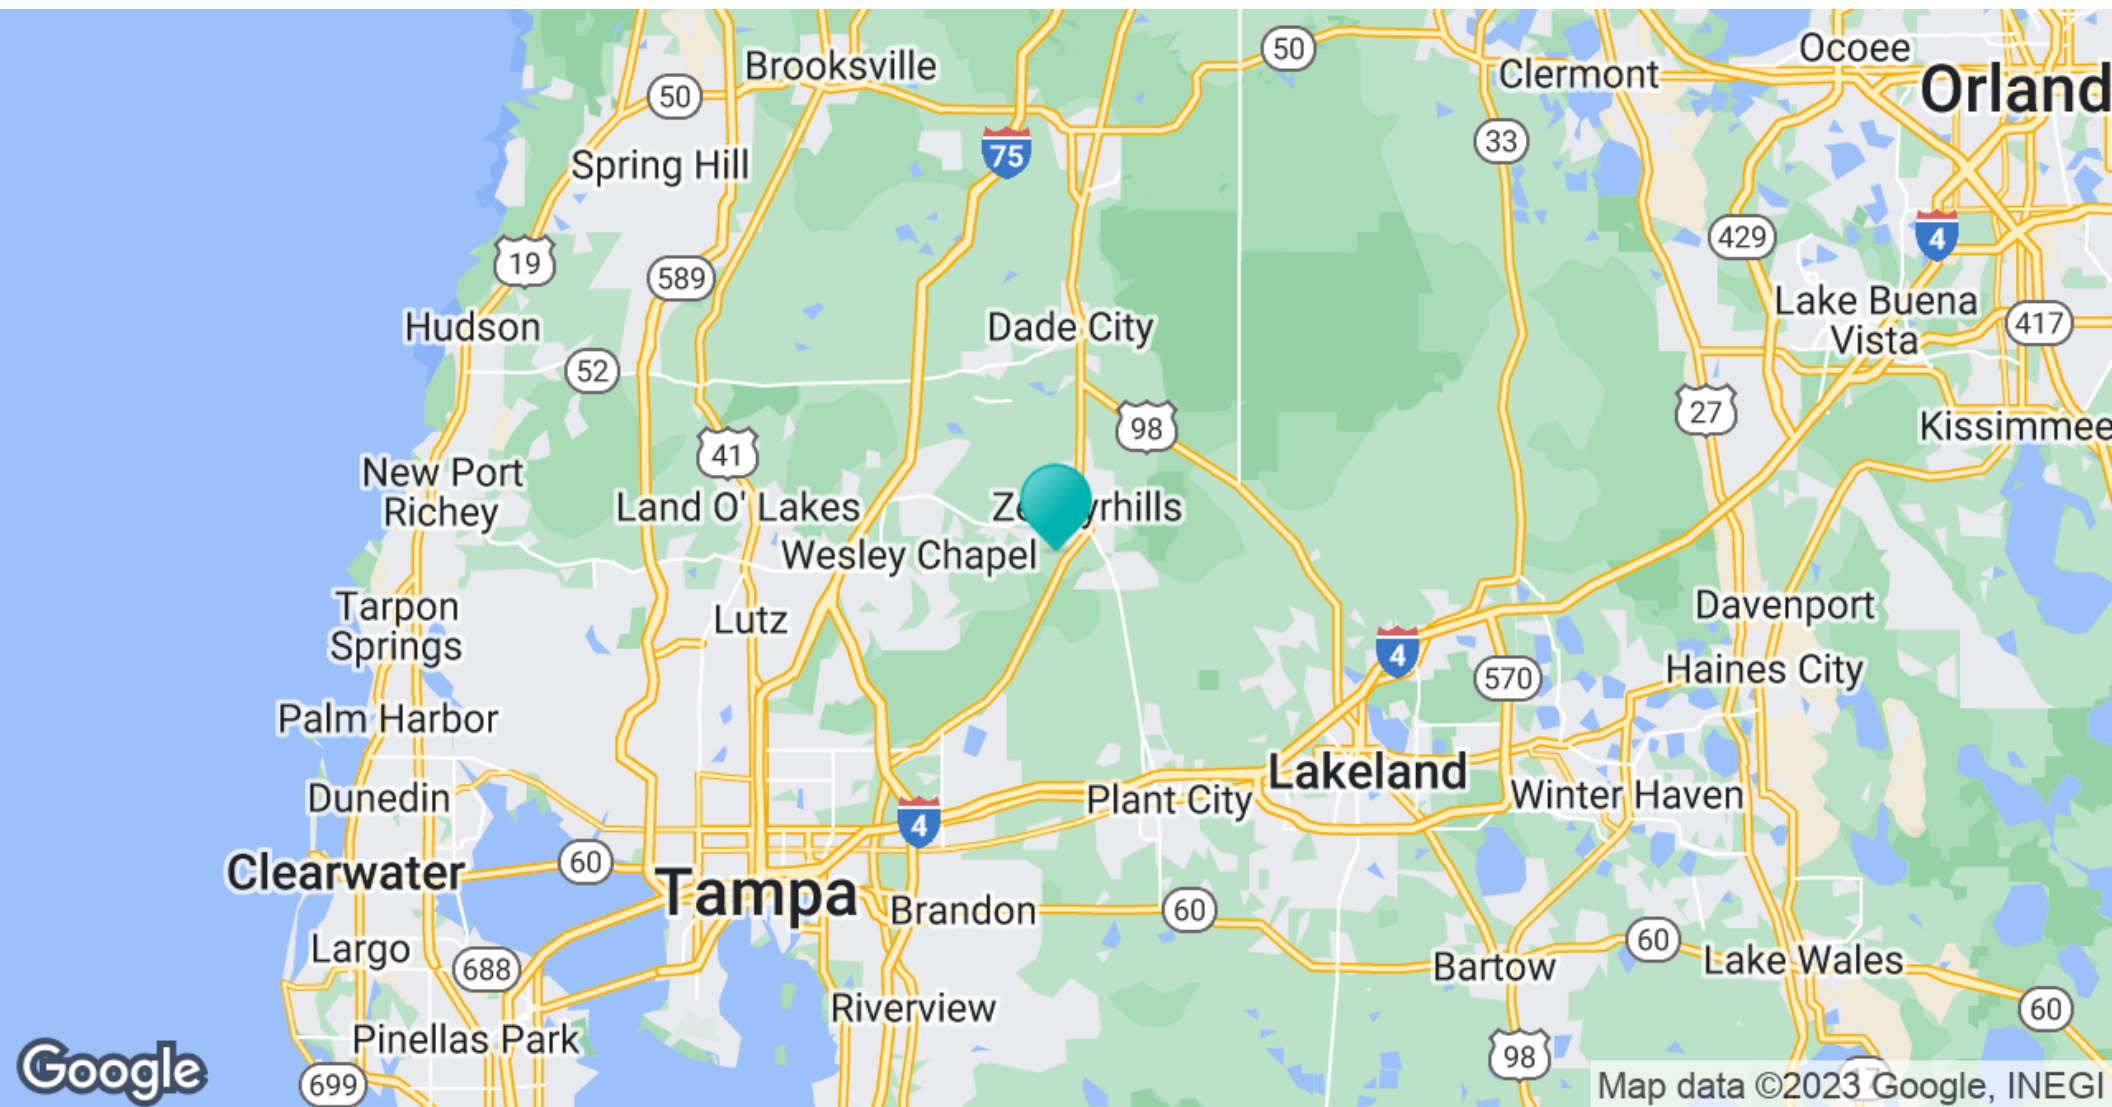 Brooksville
50
50
Clermont
Ocoee
Orland
75
33
Spring Hill
19
589
429
4
Lake Buena
Vista
417
Hudson
Dade City
52
27
98
Kissimmee
41
New Port
Richey
Land O' Lakes
Wesley Chapel
Tarpon
Springs
Lutz
Davenport
4
570
Haines City
Palm Harbor
Dunedin
Lakeland
Plant City
Winter Haven
4
60
Clearwater
Tampa
Brandon
60
60
Largo
688
Bartow
Lake Wales
Riverview
60
Pinellas Park
98
699
17
Google
Map data ©2023 Google, INEGI